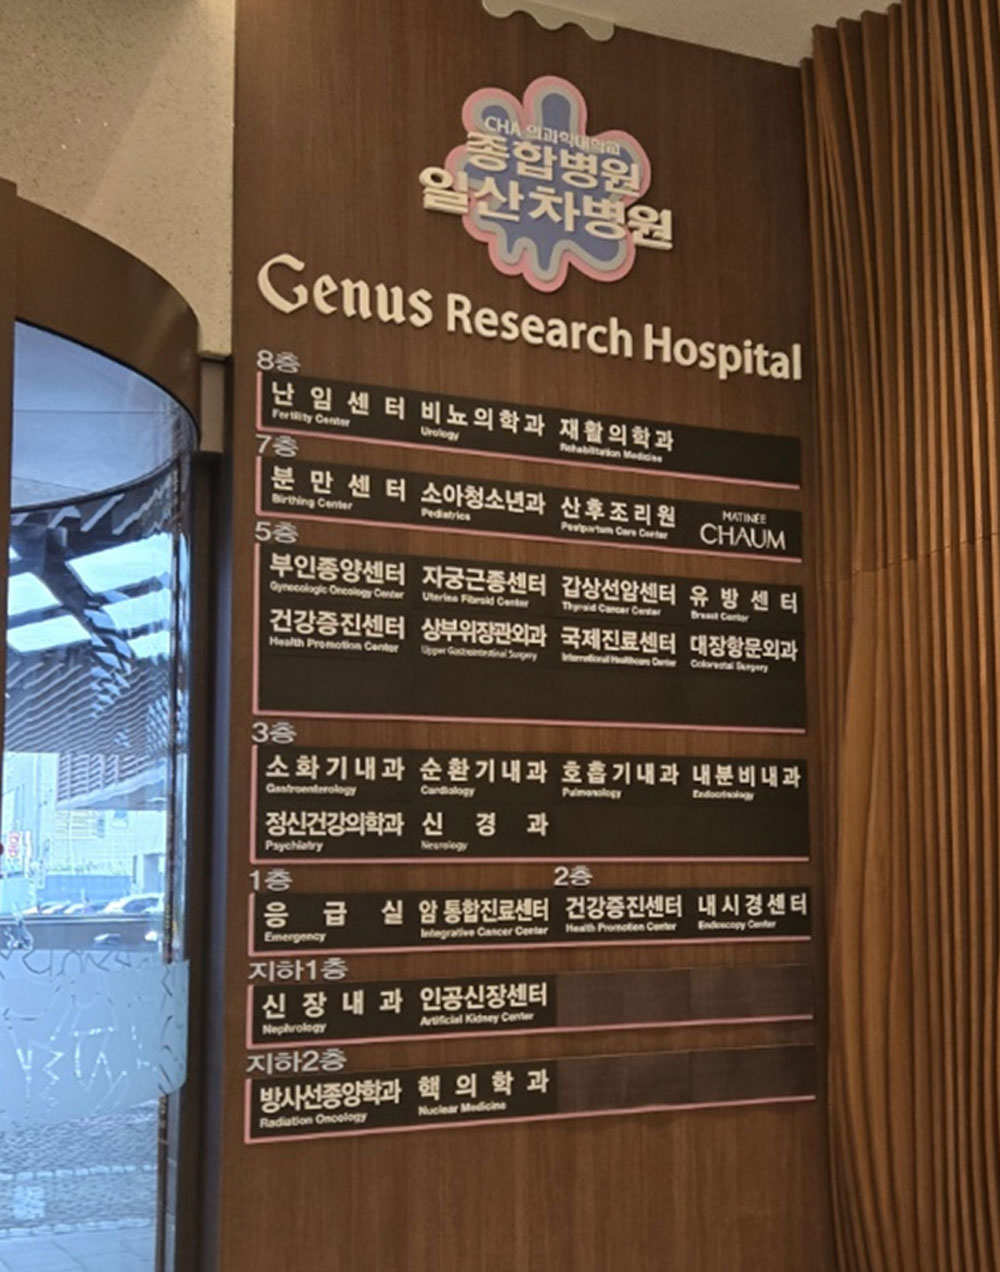 CHA 의과학대학교
종합병원
일산차병원
Genus Research Hospital
8층
난임센터 비뇨의학과 재활의학과
Fertility Center Urology Rehabilitation Medicine
7층
분만센터 소아청소년과 산후조리원 MATINÉE
Birthing Center Pediatrics Postpartum Care Center CHAUM
5층
부인종양센터 자궁근종센터 갑상선암센터 유방센터
Gynecologic Oncology Center Uterine Fibroid Center Thyroid Cancer Center Breast Center
건강증진센터 상부위장관외과 국제진료센터 대장항문외과
Health Promotion Center Upper Gastrointestinal Surgery International Healthcare Center Colorectal Surgery
3층
소화기내과 순환기내과 호흡기내과 내분비내과
Gastroenterology Cardiology Pulmonology Endocrinology
정신건강의학과 신경과
Psychiatry Neurology
1층 2층
응급실 암 통합진료센터 건강증진센터 내시경센터
Emergency Integrative Cancer Center Health Promotion Center Endoscopy Center
지하1층
신장내과 인공신장센터
Nephrology Artificial Kidney Center
지하2층
방사선종양학과 핵의학과
Radiation Oncology Nuclear Medicine